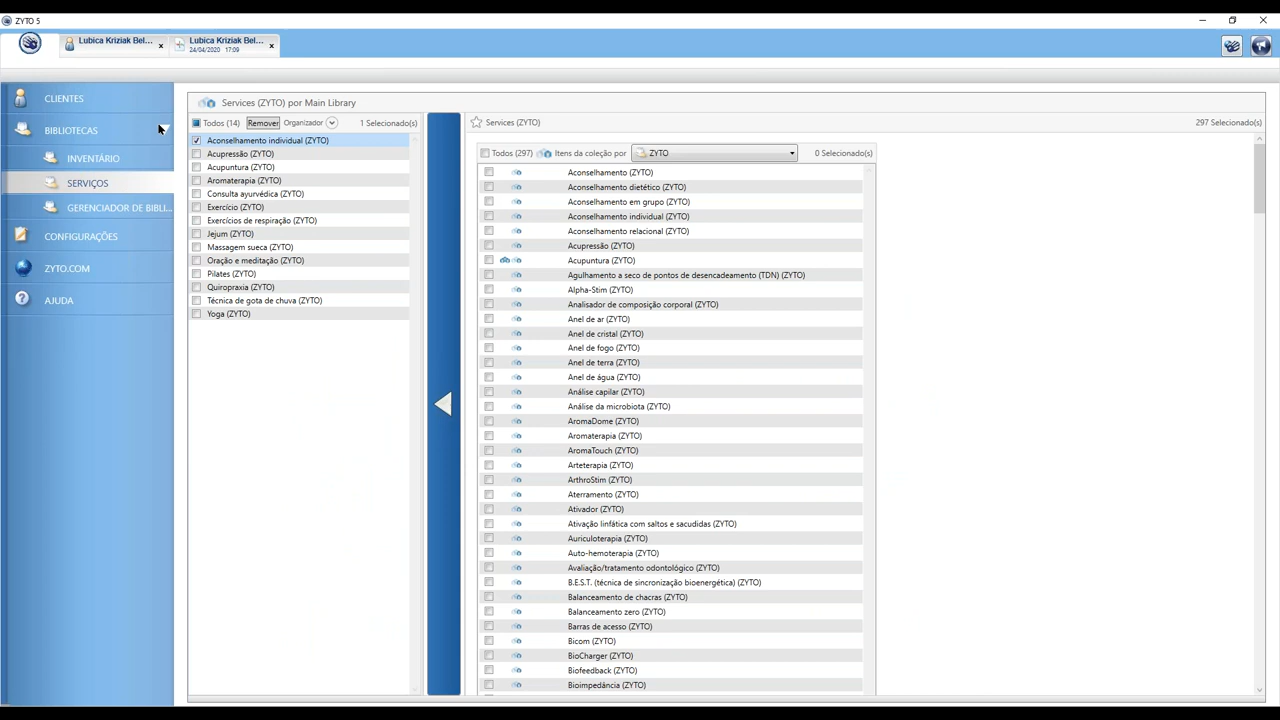 ZYTO 5
Lubica Kriziak Bel...
Lubica Kriziak Bel...
24/04/2020 17:09
CLIENTES
BIBLIOTECAS
INVENTÁRIO
SERVIÇOS
GERENCIADOR DE BIBLI...
CONFIGURAÇÕES
ZYTO.COM
AJUDA
Services (ZYTO) por Main Library
Todos (14) Remover Organizador 1 Selecionado(s)
Aconselhamento individual (ZYTO)
Acupressão (ZYTO)
Acupuntura (ZYTO)
Aromaterapia (ZYTO)
Consulta ayurvédica (ZYTO)
Exercício (ZYTO)
Exercícios de respiração (ZYTO)
Jejum (ZYTO)
Massagem sueca (ZYTO)
Oração e meditação (ZYTO)
Pilates (ZYTO)
Quiropraxia (ZYTO)
Técnica de gota de chuva (ZYTO)
Yoga (ZYTO)
Services (ZYTO) 297 Selecionado(s)
Todos (297) Itens da coleção por ZYTO 0 Selecionado(s)
Aconselhamento (ZYTO)
Aconselhamento dietético (ZYTO)
Aconselhamento em grupo (ZYTO)
Aconselhamento individual (ZYTO)
Aconselhamento relacional (ZYTO)
Acupressão (ZYTO)
Acupuntura (ZYTO)
Agulhamento a seco de pontos de desencadeamento (TDN) (ZYTO)
Alpha-Stim (ZYTO)
Analisador de composição corporal (ZYTO)
Anel de ar (ZYTO)
Anel de cristal (ZYTO)
Anel de fogo (ZYTO)
Anel de terra (ZYTO)
Anel de água (ZYTO)
Análise capilar (ZYTO)
Análise da microbiota (ZYTO)
AromaDome (ZYTO)
Aromaterapia (ZYTO)
AromaTouch (ZYTO)
Arteterapia (ZYTO)
ArthroStim (ZYTO)
Aterramento (ZYTO)
Ativador (ZYTO)
Ativação linfática com saltos e sacudidas (ZYTO)
Auriculoterapia (ZYTO)
Auto-hemoterapia (ZYTO)
Avaliação/tratamento odontológico (ZYTO)
B.E.S.T. (técnica de sincronização bioenergética) (ZYTO)
Balanceamento de chacras (ZYTO)
Balanceamento zero (ZYTO)
Barras de acesso (ZYTO)
Bicom (ZYTO)
BioCharger (ZYTO)
Biofeedback (ZYTO)
Bioimpedância (ZYTO)